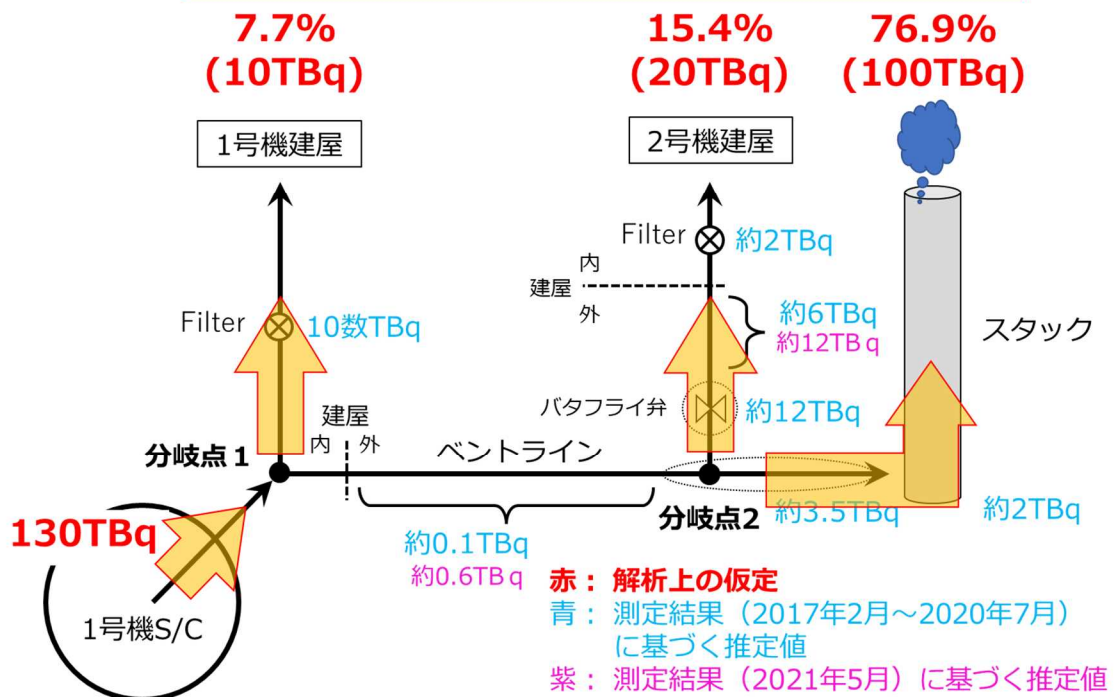 7.7%
(10TBq)
15.4%
(20TBq)
76.9%
(100TBq)
1号機建屋
2号機建屋
Filter
約2TBq
内
建屋
外
Filter
10数TBq
約6TBq
約12TBq
スタック
バタフライ弁
約12TBq
建屋
内 外
ベントライン
分岐点1
分岐点2
約3.5TBq
約2TBq
130TBq
約0.1TBq
約0.6TBq
1号機S/C
赤: 解析上の仮定
青: 測定結果(2017年2月~2020年7月)
に基づく推定値
紫: 測定結果(2021年5月)に基づく推定値